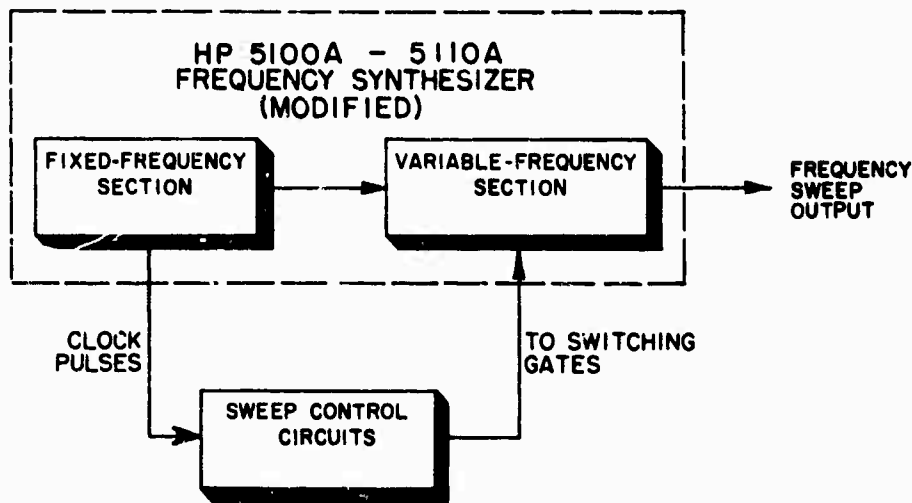 HP 5100A - 5110A
FREQUENCY SYNTHESIZER
(MODIFIED)
FIXED-FREQUENCY
SECTION
VARIABLE-FREQUENCY
SECTION
FREQUENCY
SWEEP
OUTPUT
CLOCK
PULSES
TO SWITCHING
GATES
SWEEP CONTROL
CIRCUITS